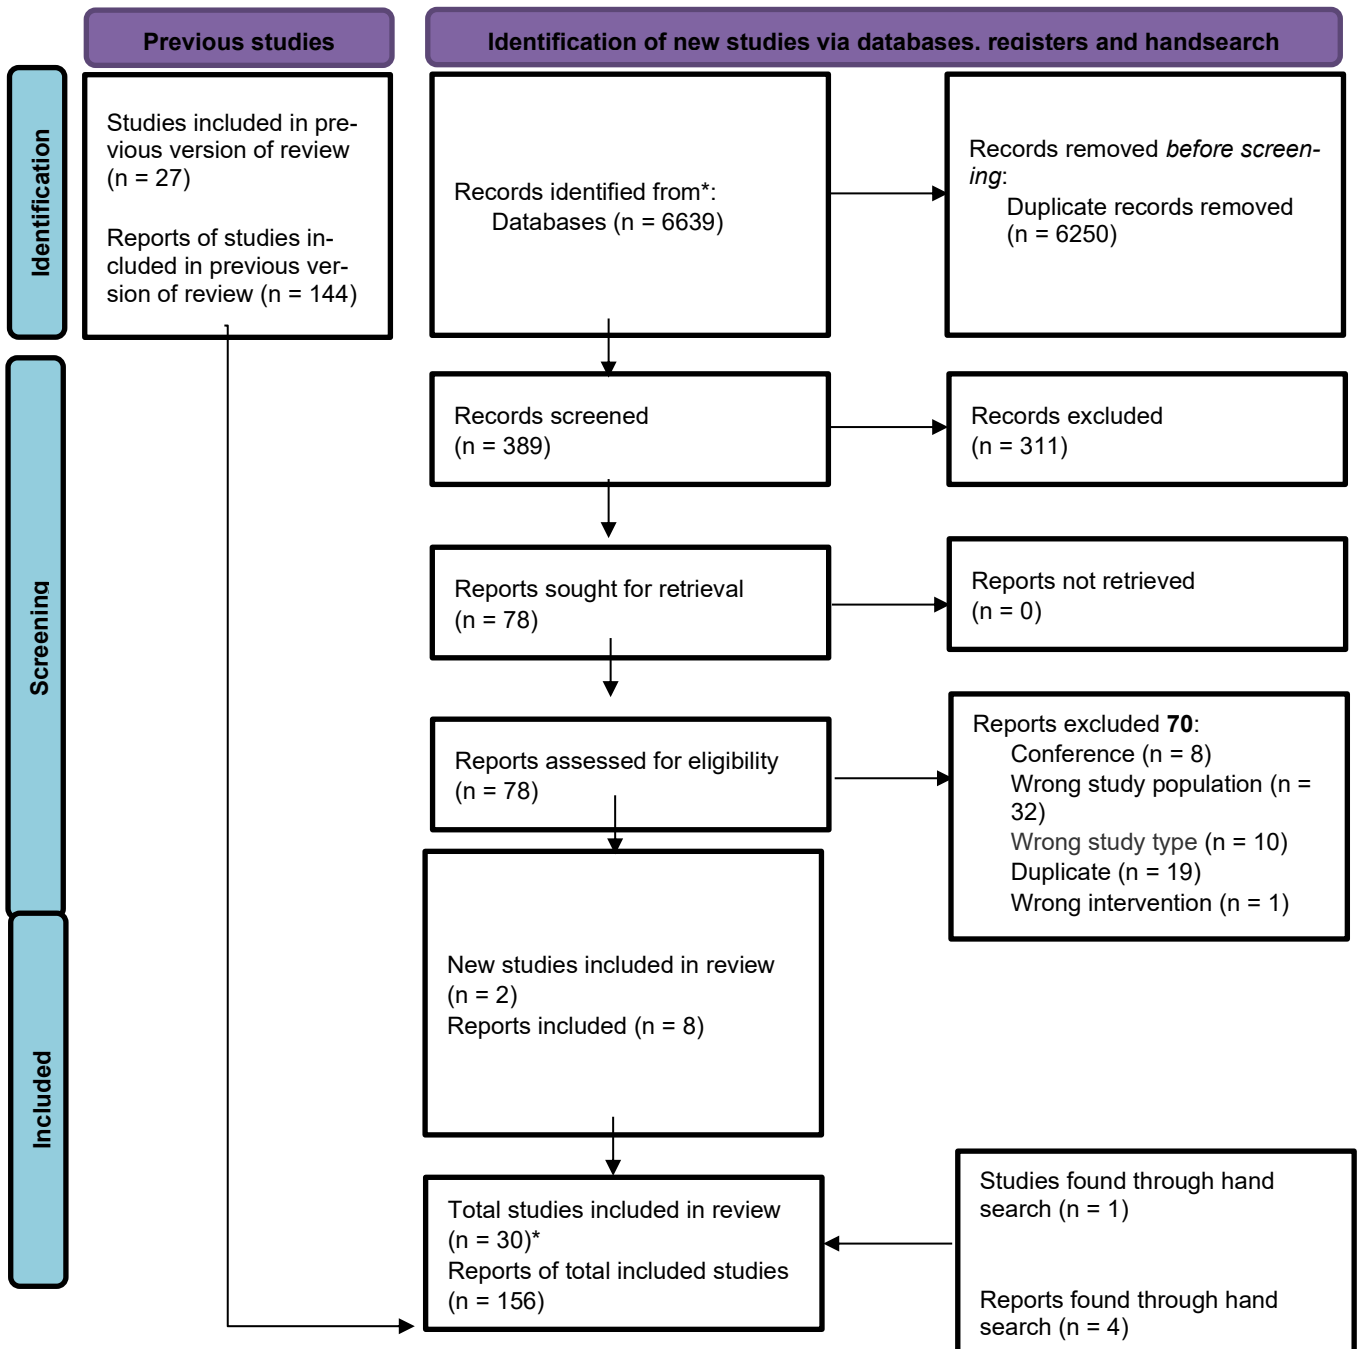 Previous studies
Identification of new studies via databases, registers and handsearch
Identification
Studies included in pre-
vious version of review
(n = 27)
Reports of studies in-
cluded in previous ver-
sion of review (n = 144)
Records identified from*:
Databases (n = 6639)
Records removed before screen-
ing:
Duplicate records removed
(n = 6250)
Screening
Records screened
(n = 389)
Records excluded
(n = 311)
Reports sought for retrieval
(n = 78)
Reports not retrieved
(n = 0)
Reports assessed for eligibility
(n = 78)
Reports excluded 70:
Conference (n = 8)
Wrong study population (n =
32)
Wrong study type (n = 10)
Duplicate (n = 19)
Wrong intervention (n = 1)
Included
New studies included in review
(n = 2)
Reports included (n = 8)
Total studies included in review
(n = 30)*
Reports of total included studies
(n = 156)
Studies found through hand
search (n = 1)
Reports found through hand
search (n = 4)